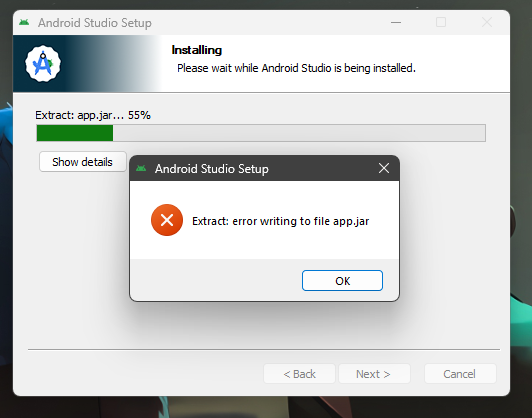 Android Studio Setup
Installing
Please wait while Android Studio is being installed.
Extract: app.jar... 55%
Show details
Android Studio Setup
Extract: error writing to file app.jar
OK
< Back
Next >
Cancel